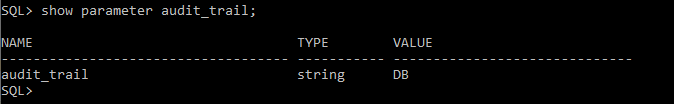 SQL> show parameter audit_trail;
NAME                                 TYPE        VALUE
------------------------------------ ----------- ------------------------------
audit_trail                          string      DB
SQL>